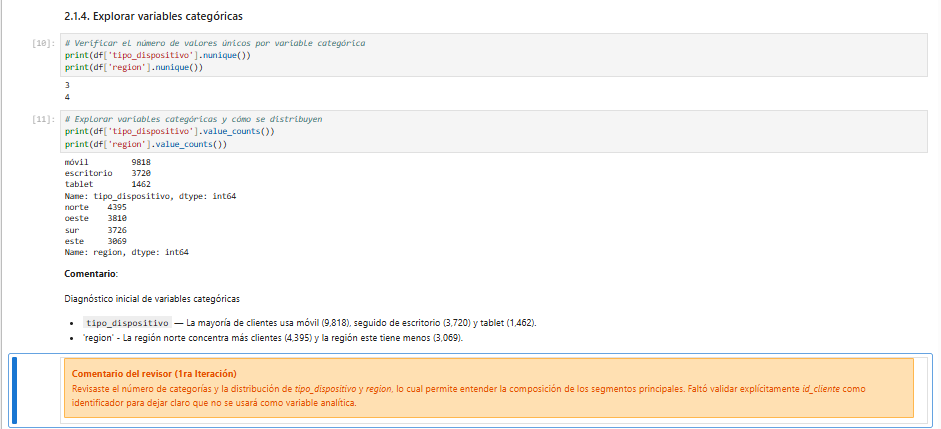 2.1.4. Explorar variables categóricas
[10]: # Verificar el número de valores únicos por variable categórica
print(df['tipo_dispositivo'].nunique())
print(df['region'].nunique())
3
4
[11]: # Explorar variables categóricas y cómo se distribuyen
print(df['tipo_dispositivo'].value_counts())
print(df['region'].value_counts())
móvil 9818
escritorio 3720
tablet 1462
Name: tipo_dispositivo, dtype: int64
norte 4395
oeste 3810
sur 3726
este 3069
Name: region, dtype: int64
Comentario:
Diagnóstico inicial de variables categóricas
• tipo_dispositivo — La mayoría de clientes usa móvil (9,818), seguido de escritorio (3,720) y tablet (1,462).
• 'region' - La región norte concentra más clientes (4,395) y la región este tiene menos (3,069).
Comentario del revisor (1ra Iteración)
Revisaste el número de categorías y la distribución de tipo_dispositivo y region, lo cual permite entender la composición de los segmentos principales. Faltó validar explícitamente id_cliente como
identificador para dejar claro que no se usará como variable analítica.